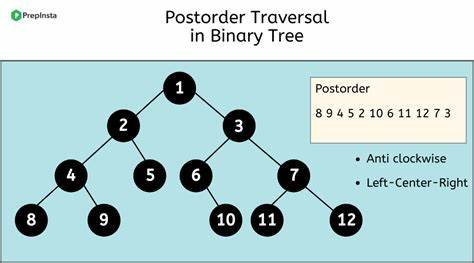 PrepInsta
Postorder Traversal
in Binary Tree
1
2
3
4
5
6
7
8
9
10
11
12
Postorder
8 9 4 5 2 10 6 11 12 7 3
Anti clockwise
Left-Center-Right